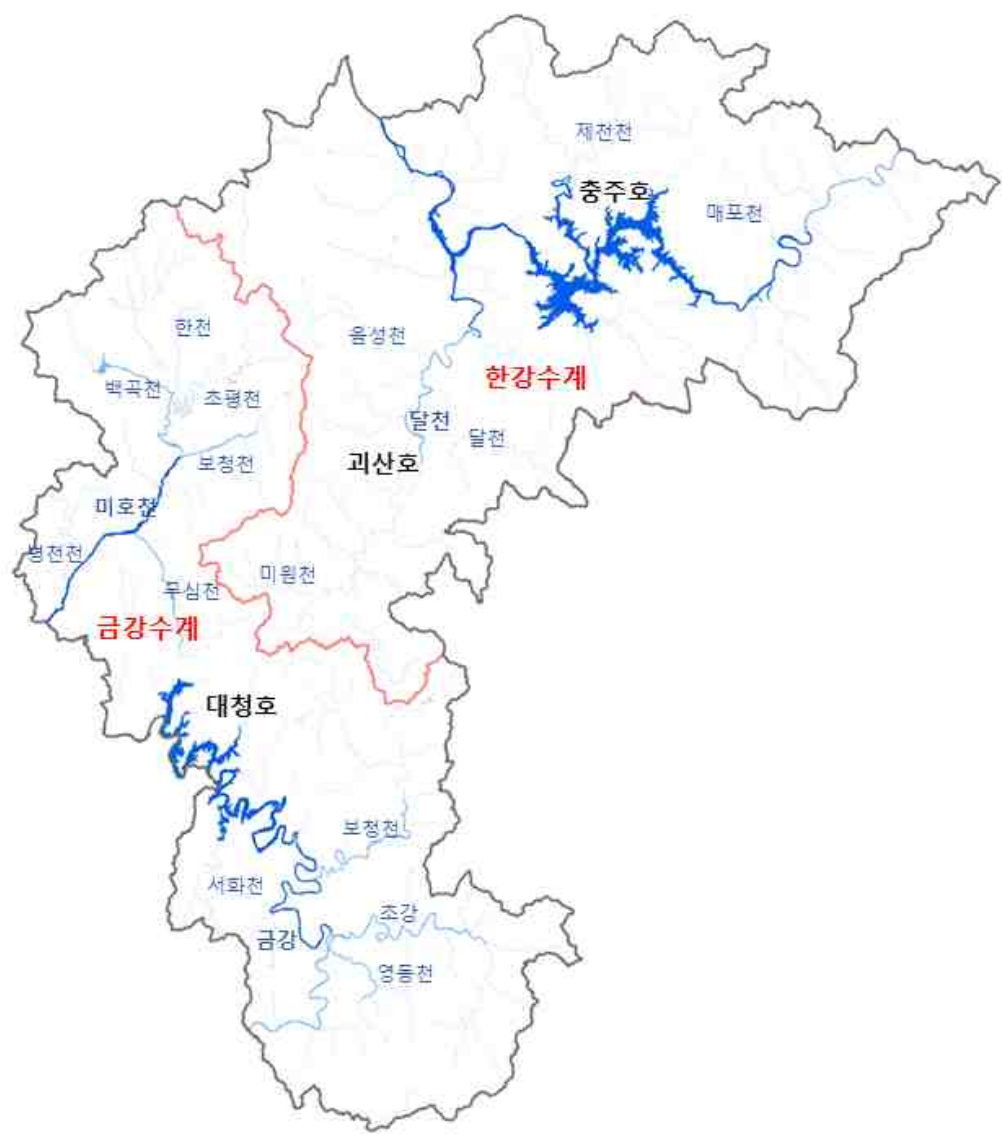 제천천
충주호
매포천
한천
음성천
백곡천
초평천
한강수계
달천
달천
보청천
괴산호
미호천
병천천
미원천
무심천
금강수계
대청호
보청천
서화천
초강
금강
영동천